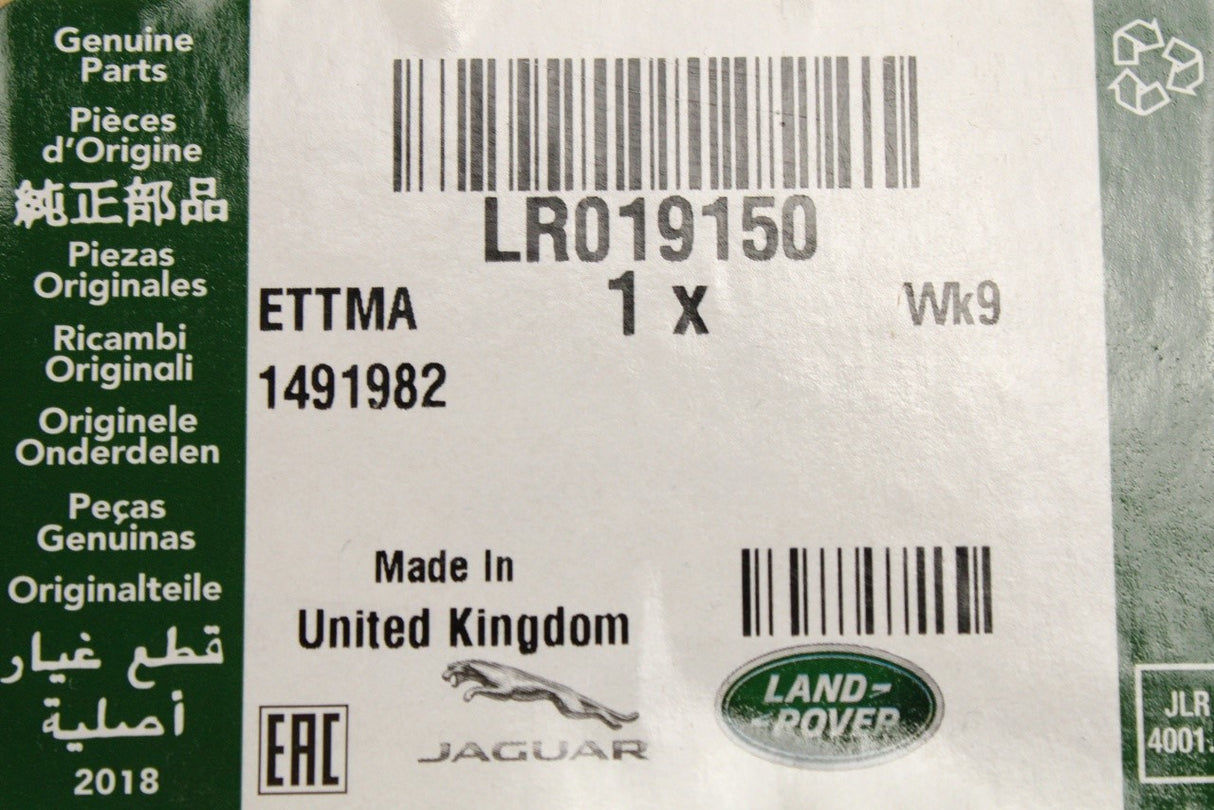 Genuine
Parts
Pièces
d'Origine
純正部品
Piezas
Originales
Ricambi
Originali
Originele
Onderdelen
Peças
Genuinas
Originalteile
قطع غيار
أصلية
2018
LR019150
ETTMA
1 x
Wk9
1491982
Made In
United Kingdom
EAC
JAGUAR
LAND-
-ROVER
JLR
4001.